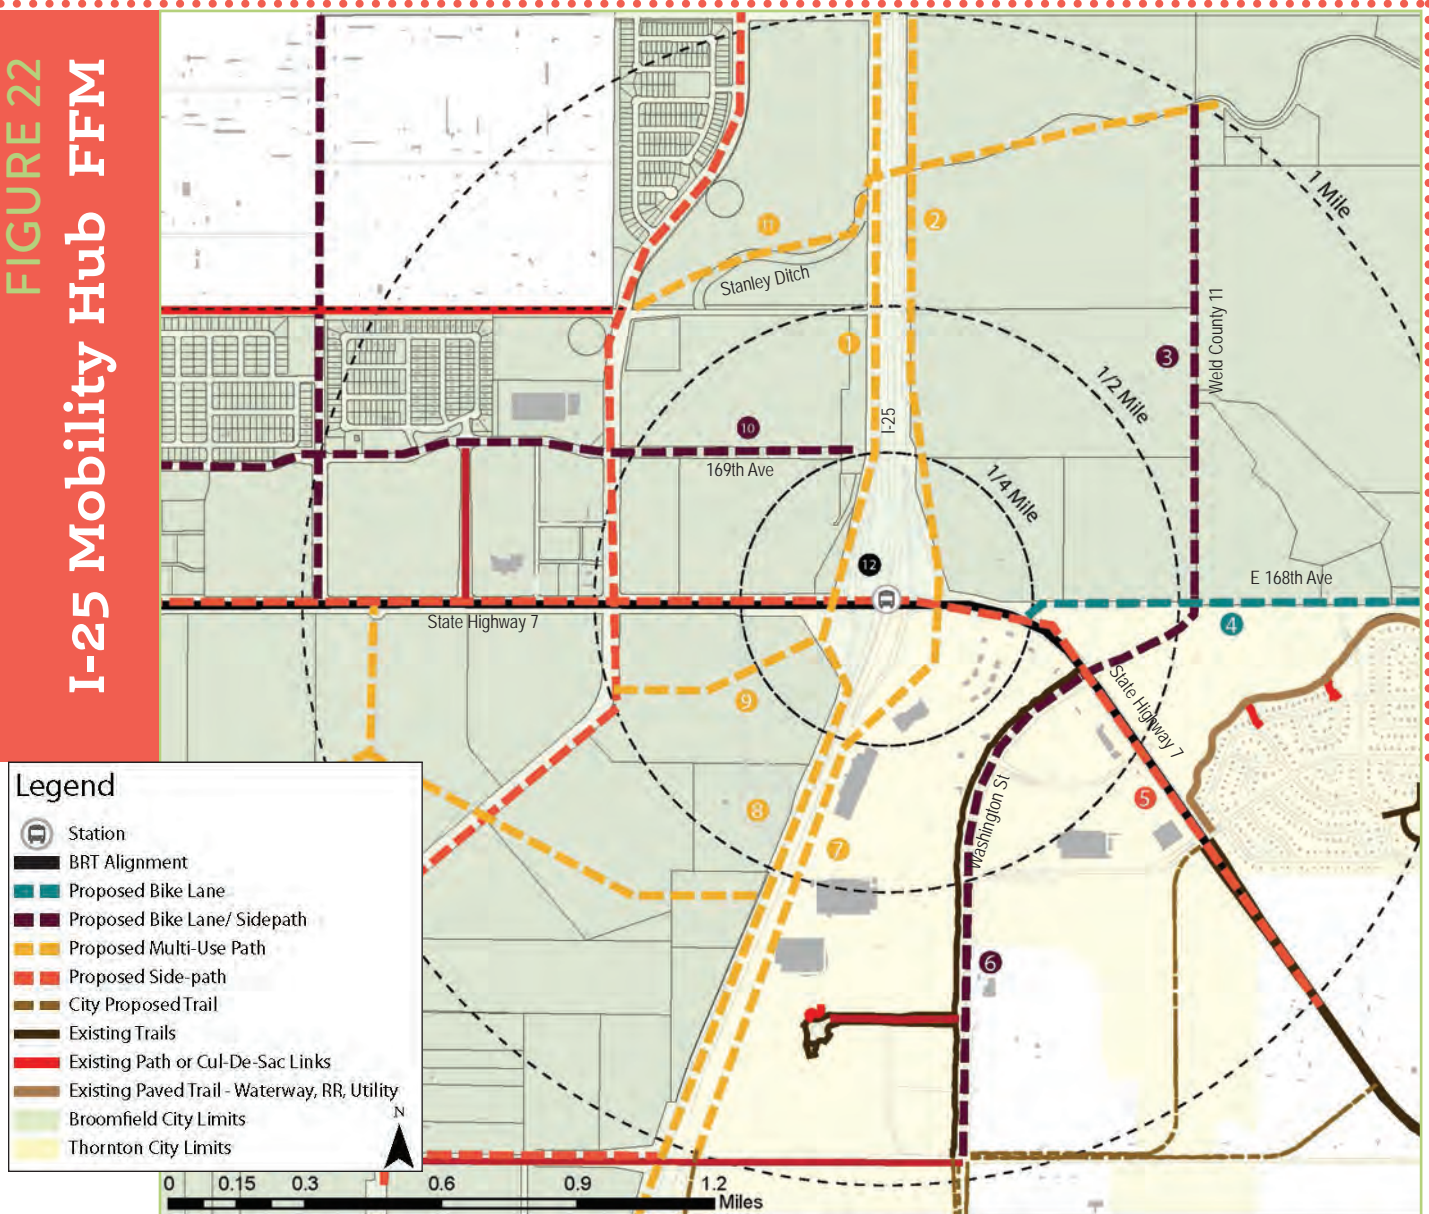 FIGURE 22
I-25 Mobility Hub FFM
1 Mile
11
2
Stanley Ditch
Weld County 11
1
3
1/2 Mile
I-25
10
169th Ave
1/4 Mile
12
E 168th Ave
State Highway 7
4
9
State Highway 7
8
7
5
Washington St
6
Legend
Station
BRT Alignment
Proposed Bike Lane
Proposed Bike Lane/ Sidepath
Proposed Multi-Use Path
Proposed Side-path
City Proposed Trail
Existing Trails
Existing Path or Cul-De-Sac Links
Existing Paved Trail - Waterway, RR, Utility
Broomfield City Limits
Thornton City Limits
N
0 0.15 0.3 0.6 0.9 1.2
Miles